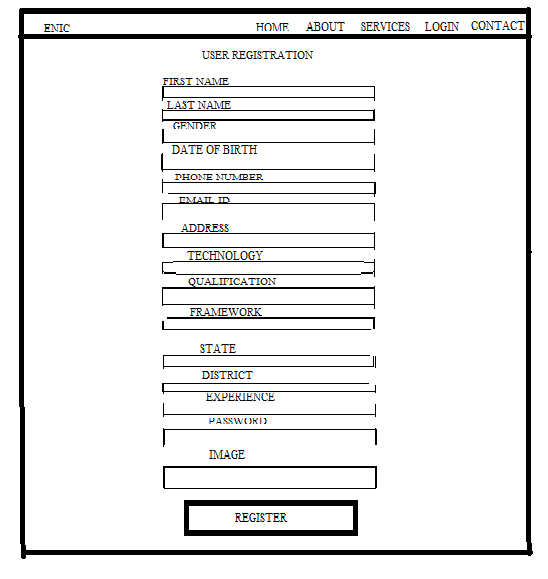 ENIC HOME ABOUT SERVICES LOGIN CONTACT
USER REGISTRATION
FIRST NAME
LAST NAME
GENDER
DATE OF BIRTH
PHONE NUMBER
EMAIL ID
ADDRESS
TECHNOLOGY
QUALIFICATION
FRAMEWORK
STATE
DISTRICT
EXPERIENCE
PASSWORD
IMAGE
REGISTER